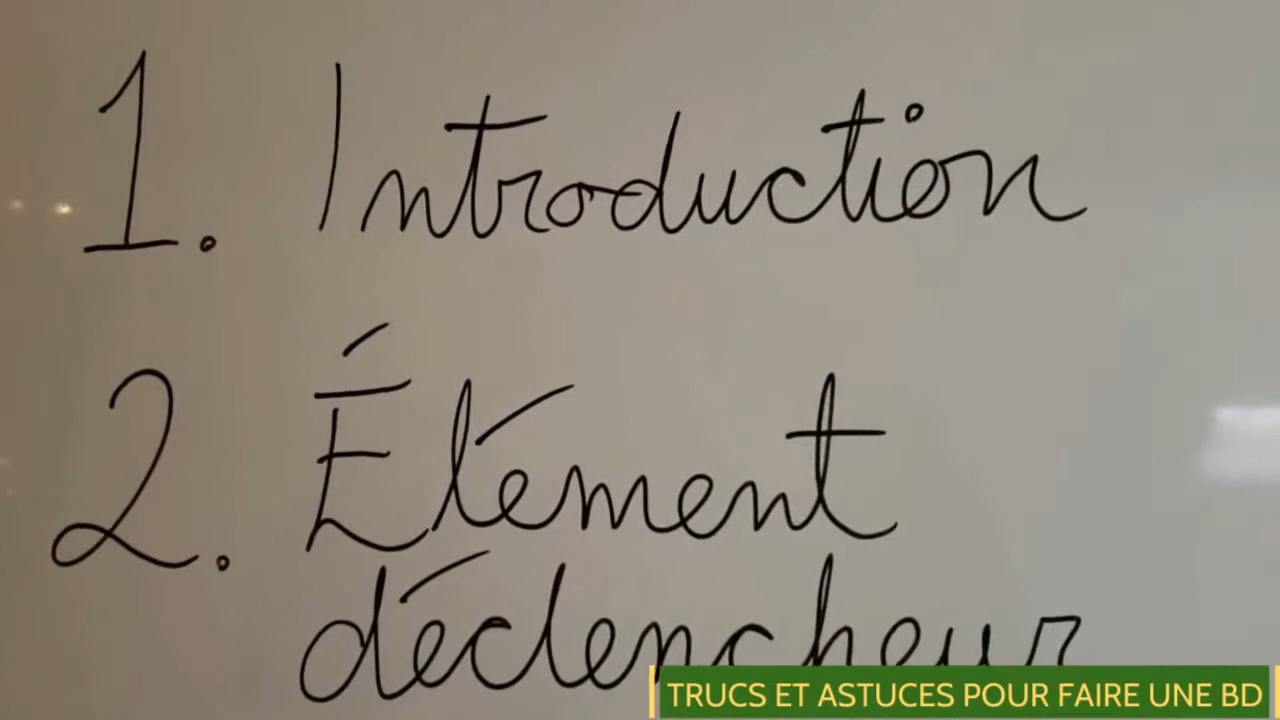 1. Introduction
2. Élément
déclencheur
TRUCS ET ASTUCES POUR FAIRE UNE BD